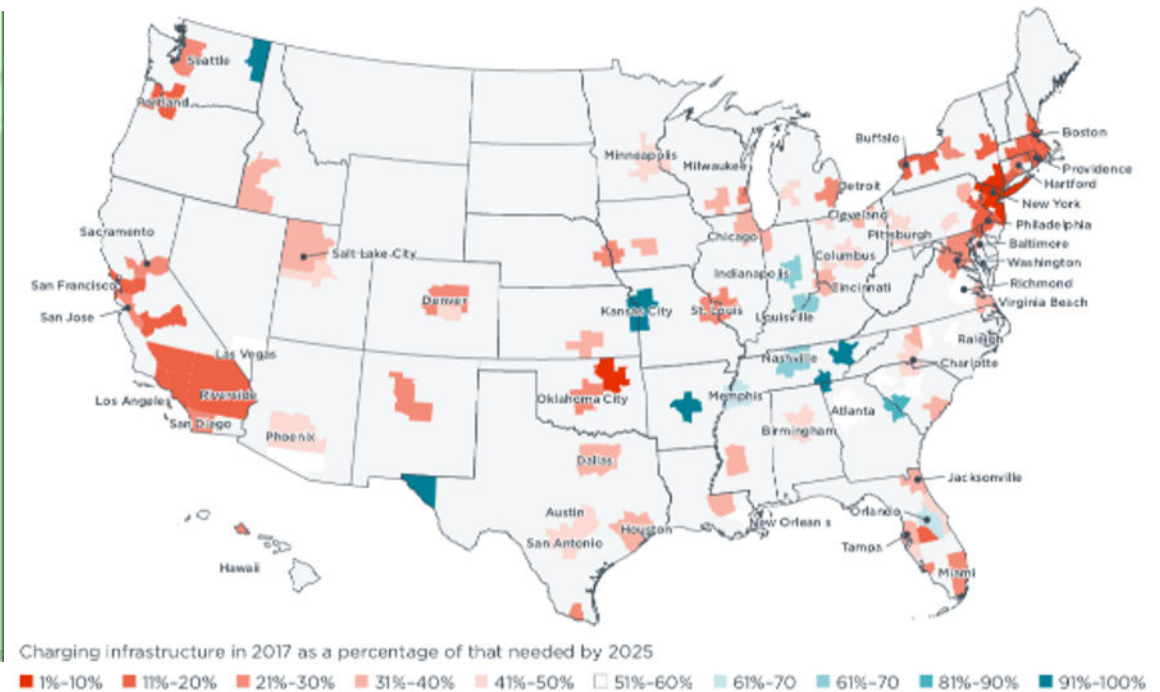 Seattle
Portland
Minneapolis
Milwaukee
Buffalo
Boston
Providence
Hartford
New York
Detroit
Cleveland
Philadelphia
Sacramento
Chicago
Pittsburgh
Baltimore
Salt Lake City
Columbus
Washington
San Francisco
Indianapolis
Richmond
Cincinnati
Denver
Virginia Beach
San Jose
Kansas City
St. Louis
Louisville
Raleigh
Las Vegas
Nashville
Charlotte
Riverside
Oklahoma City
Memphis
Los Angeles
Atlanta
San Diego
Phoenix
Birmingham
Dallas
Jacksonville
Austin
Orlando
New Orleans
Houston
San Antonio
Tampa
Hawaii
Miami
Charging infrastructure in 2017 as a percentage of that needed by 2025
1%–10% 11%–20% 21%–30% 31%–40% 41%–50% 51%–60% 61%–70 61%–70 81%–90% 91%–100%